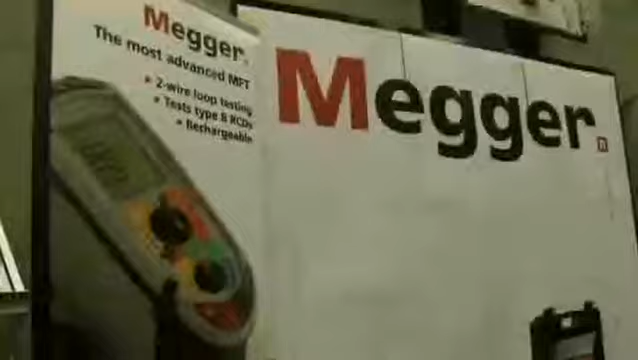 Megger.
The most advanced MFT
• 2-wire loop testing
• Tests type B RCDs
• Rechargeable
Megger.